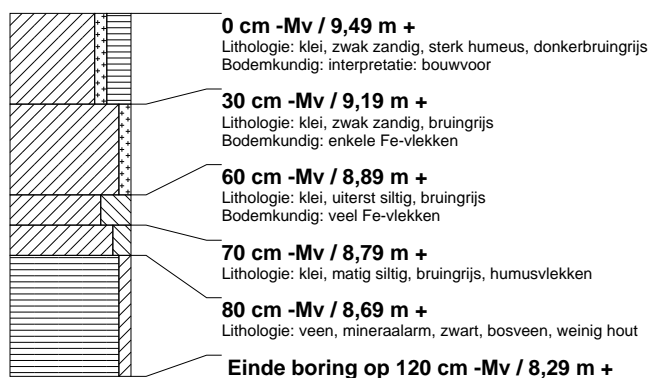 0 cm -Mv / 9,49 m +
Lithologie: klei, zwak zandig, sterk humeus, donkerbruingrijs
Bodemkundig: interpretatie: bouwvoor
30 cm -Mv / 9,19 m +
Lithologie: klei, zwak zandig, bruingrijs
Bodemkundig: enkele Fe-vlekken
60 cm -Mv / 8,89 m +
Lithologie: klei, uiterst siltig, bruingrijs
Bodemkundig: veel Fe-vlekken
70 cm -Mv / 8,79 m +
Lithologie: klei, matig siltig, bruingrijs, humusvlekken
80 cm -Mv / 8,69 m +
Lithologie: veen, mineraalarm, zwart, bosveen, weinig hout
Einde boring op 120 cm -Mv / 8,29 m +